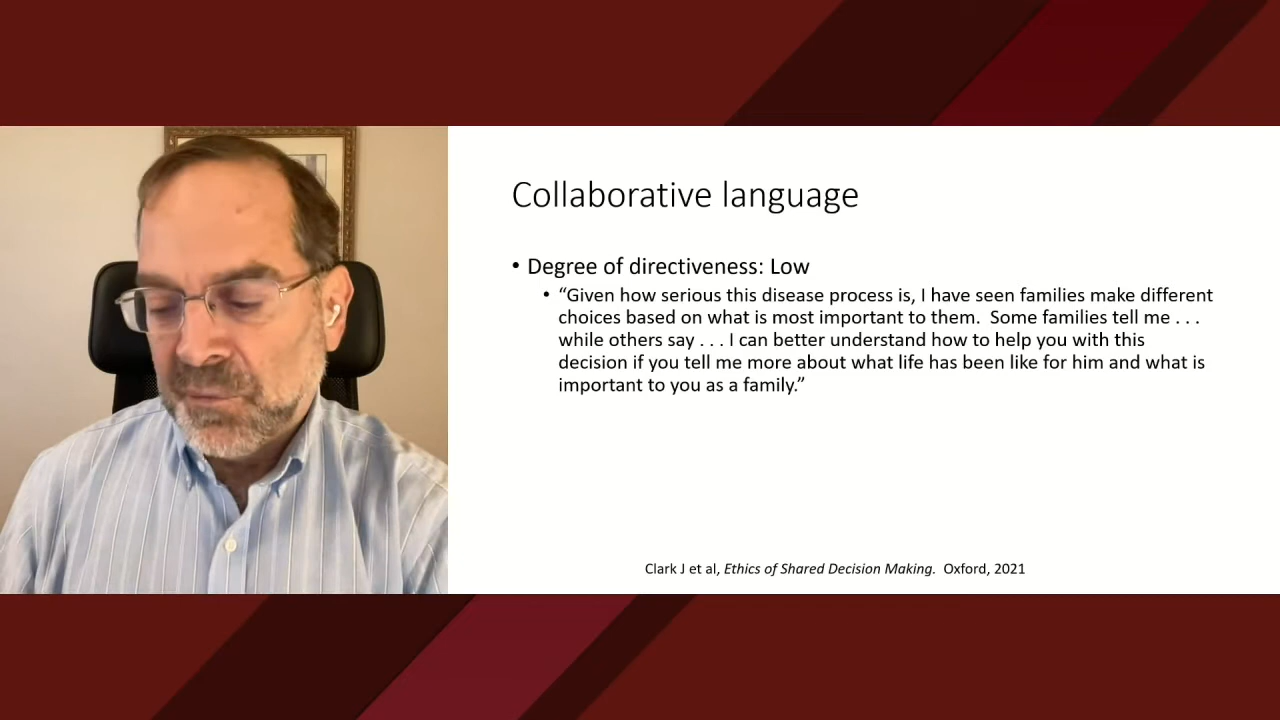 Collaborative language
• Degree of directiveness: Low
• “Given how serious this disease process is, I have seen families make different
choices based on what is most important to them.  Some families tell me . . .
while others say . . . I can better understand how to help you with this
decision if you tell me more about what life has been like for him and what is
important to you as a family.”
Clark J et al, Ethics of Shared Decision Making.  Oxford, 2021